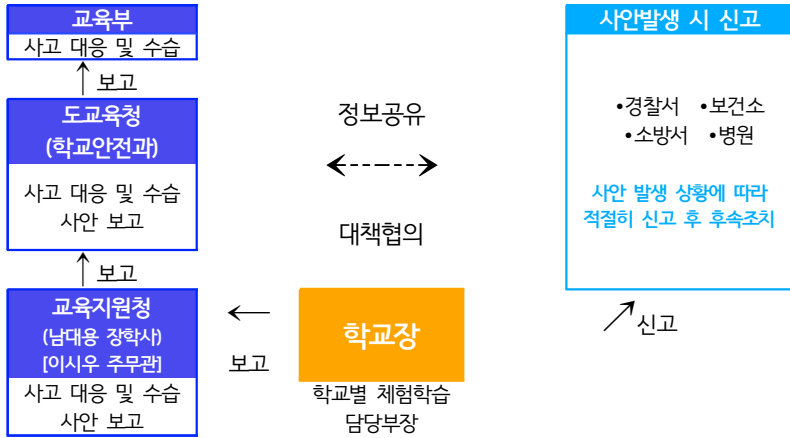 교육부
사고 대응 및 수습
보고
도교육청
(학교안전과)
사고 대응 및 수습
사안 보고
보고
교육지원청
(남대용 장학사)
[이시우 주무관]
사고 대응 및 수습
사안 보고
정보공유
대책협의
보고
학교장
학교별 체험학습
담당부장
사안발생 시 신고
•경찰서 •보건소
•소방서 •병원
사안 발생 상황에 따라
적절히 신고 후 후속조치
신고